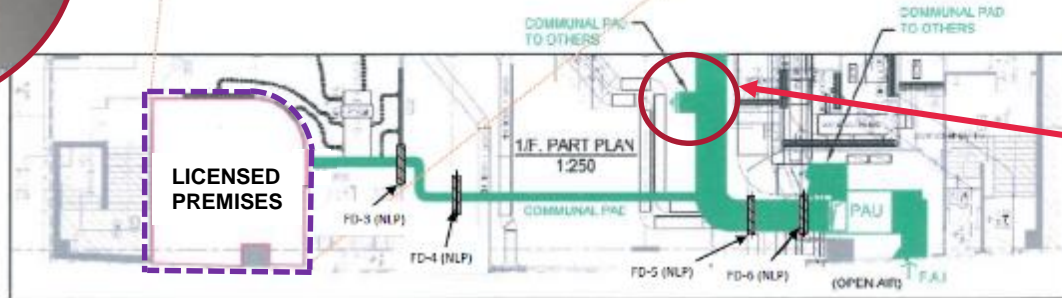 COMMUNAL PAD
TO OTHERS
COMMUNAL PAD
TO OTHERS
1/F. PART PLAN
1:250
LICENSED
PREMISES
FD-3 (NLP)
FD-4 (NLP)
COMMUNAL PAD
PAU
FD-5 (NLP)
FD-6 (NLP)
(OPEN-AIR)
F.A.I